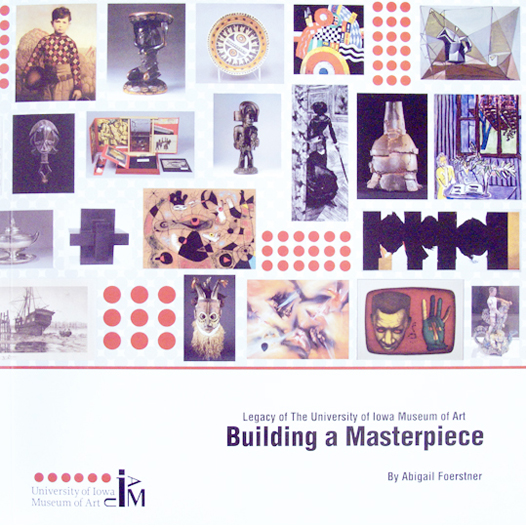 Legacy of The University of Iowa Museum of Art
Building a Masterpiece
By Abigail Foerstner
University of Iowa
Museum of Art
UIAM